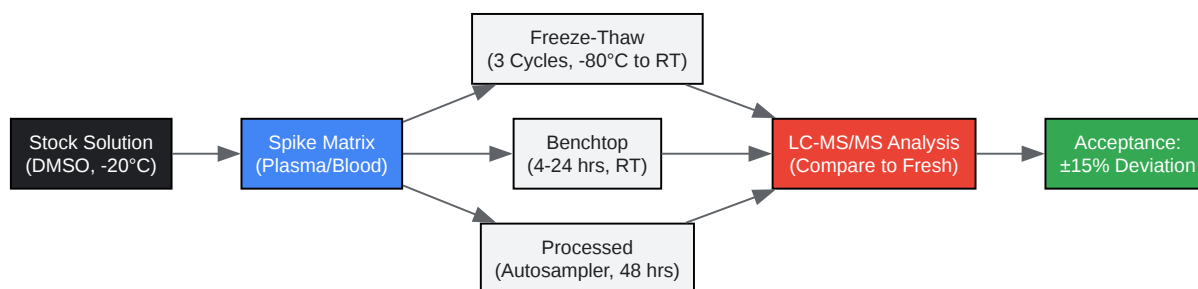 Stock Solution
(DMSO, -20°C)
Spike Matrix
(Plasma/Blood)
Freeze-Thaw
(3 Cycles, -80°C to RT)
Benchtop
(4-24 hrs, RT)
Processed
(Autosampler, 48 hrs)
LC-MS/MS Analysis
(Compare to Fresh)
Acceptance:
±15% Deviation